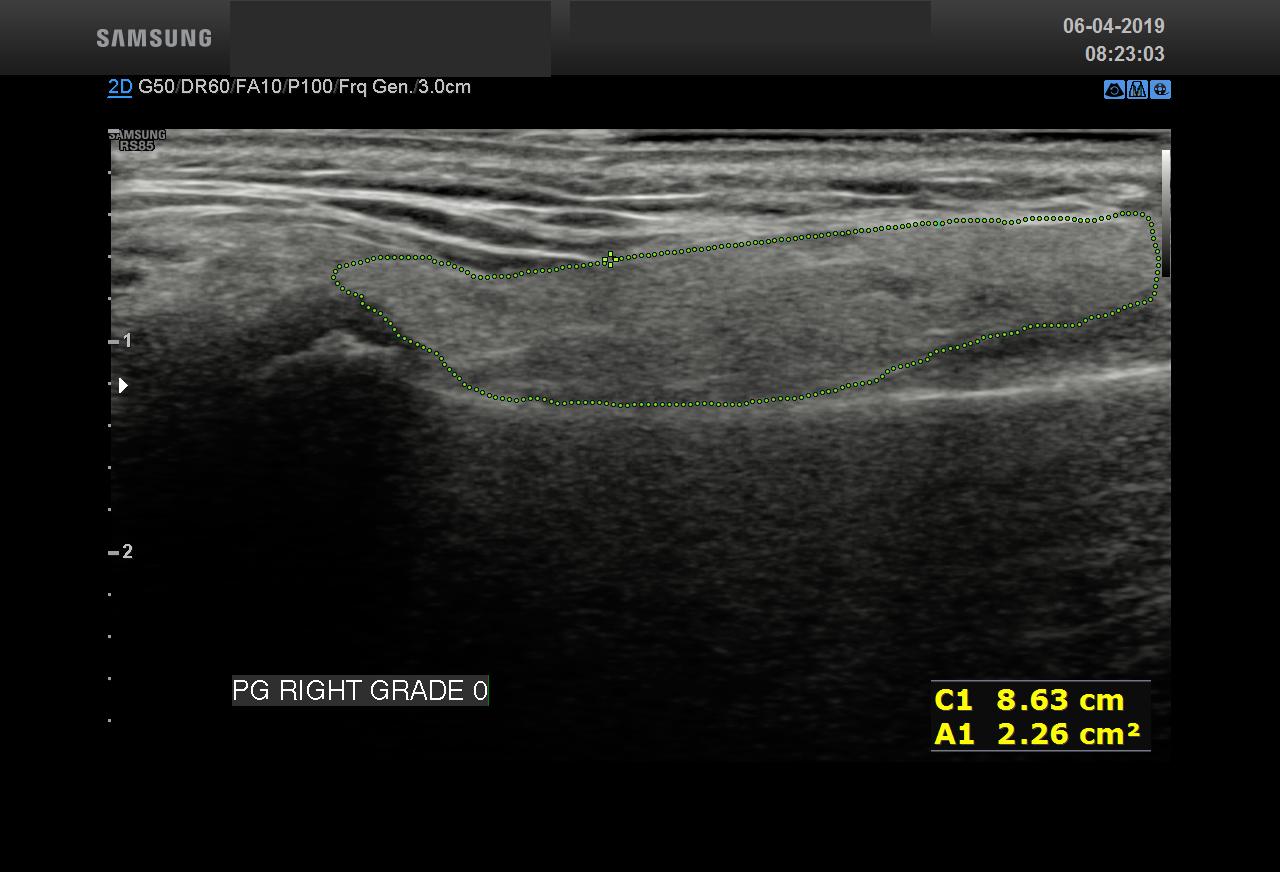 SAMSUNG
06-04-2019
08:23:03
2D G50/DR60/FA10/P100/Frq Gen./3.0cm
SAMSUNG
RS85
1
2
PG RIGHT GRADE 0
C1 8.63 cm
A1 2.26 cm²